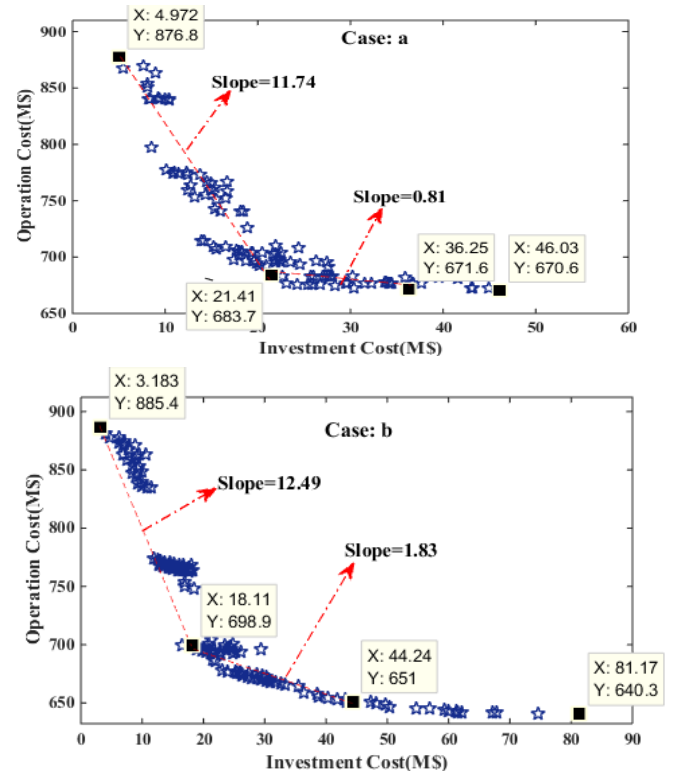 X: 4.972
Y: 876.8
Case: a
Slope=11.74
Slope=0.81
X: 36.25
Y: 671.6
X: 46.03
Y: 670.6
X: 21.41
Y: 683.7
900
850
800
750
700
650
0
10
20
30
40
50
60
Operation Cost(M$)
Investment Cost(M$)
X: 3.183
Y: 885.4
Case: b
Slope=12.49
Slope=1.83
X: 18.11
Y: 698.9
X: 44.24
Y: 651
X: 81.17
Y: 640.3
900
850
800
750
700
650
0
10
20
30
40
50
60
70
80
90
Operation Cost(M$)
Investment Cost(M$)